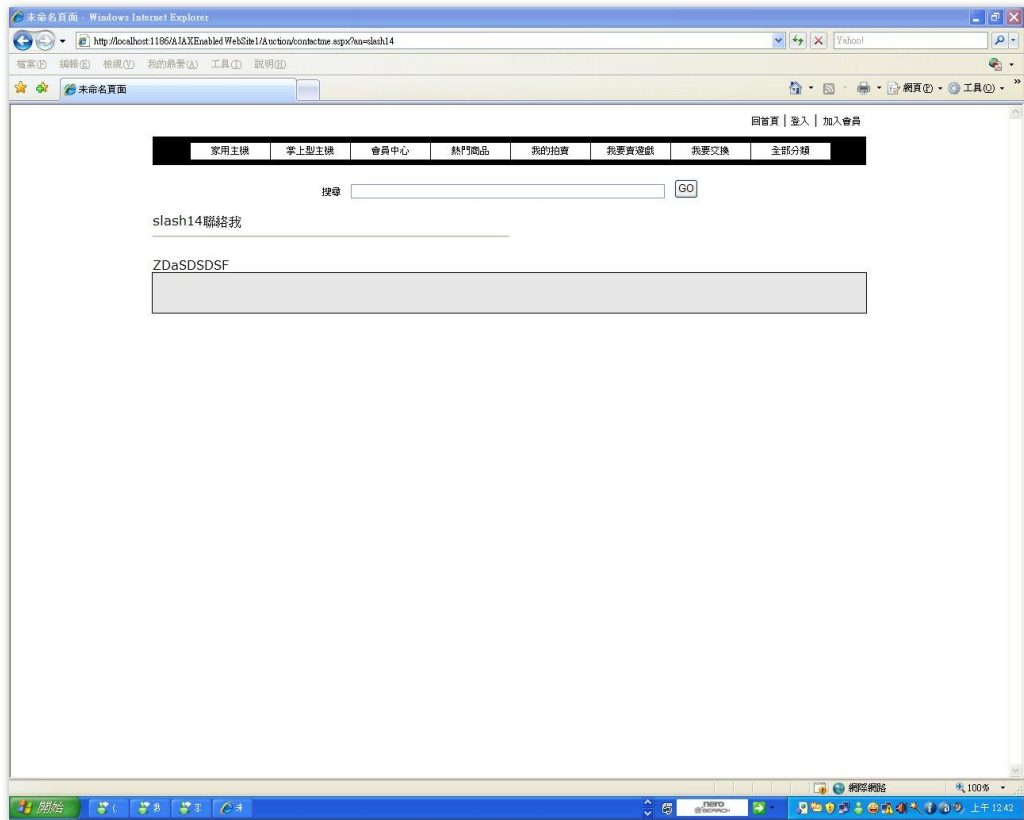 未命名頁面 - Windows Internet Explorer
http://localhost:1186/AJAXEnabledWebSite1/Auction/contactme.aspx?an=slash14
Yahoo!
檔案(F) 編輯(E) 檢視(V) 我的最愛(A) 工具(T) 說明(H)
未命名頁面
網頁(P) 工具(O)
回首頁 | 登入 | 加入會員
家用主機 掌上型主機 會員中心 熱門商品 我的拍賣 我要賣遊戲 我要交換 全部分類
搜尋 GO
slash14聯絡我
ZDaSDSDSF
網際網路 100%
開始 nero SEARCH 上午 12:42